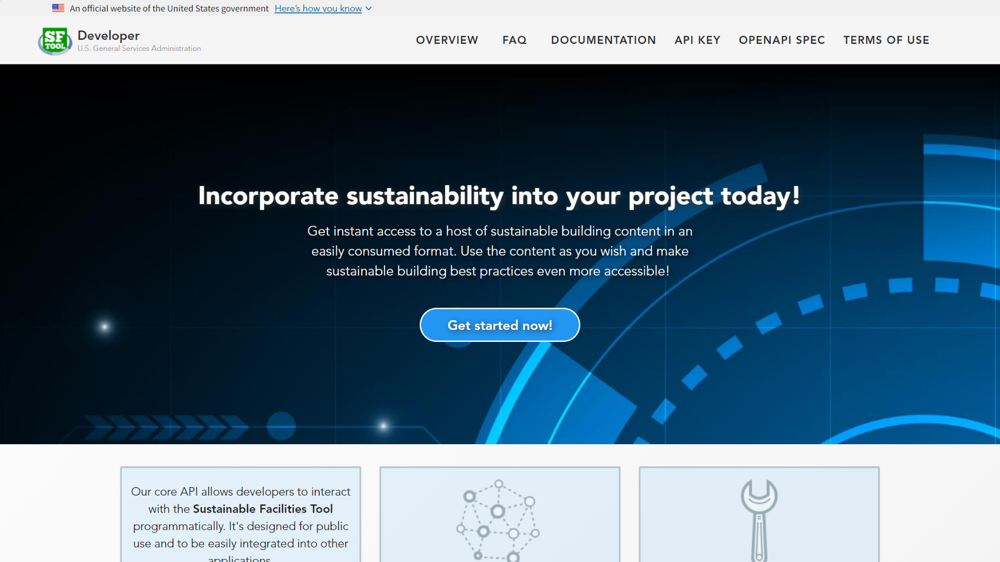 An official website of the United States government Here's how you know
SF
TOOL
Developer
U.S. General Services Administration
OVERVIEW FAQ DOCUMENTATION API KEY OPENAPI SPEC TERMS OF USE
Incorporate sustainability into your project today!
Get instant access to a host of sustainable building content in an
easily consumed format. Use the content as you wish and make
sustainable building best practices even more accessible!
Get started now!
Our core API allows developers to interact
with the Sustainable Facilities Tool
programmatically. It's designed for public
use and to be easily integrated into other
applications.